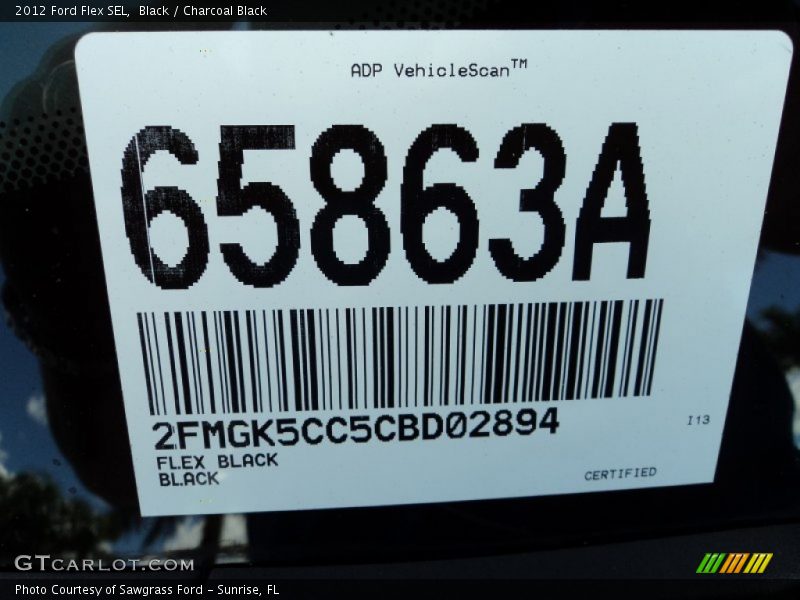 2012 Ford Flex SEL, Black / Charcoal Black
ADP VehicleScan™
65863A
2FMGK5CC5CBD02894
FLEX BLACK
BLACK
I13
CERTIFIED
GTCARLOT.COM
Photo Courtesy of Sawgrass Ford - Sunrise, FL